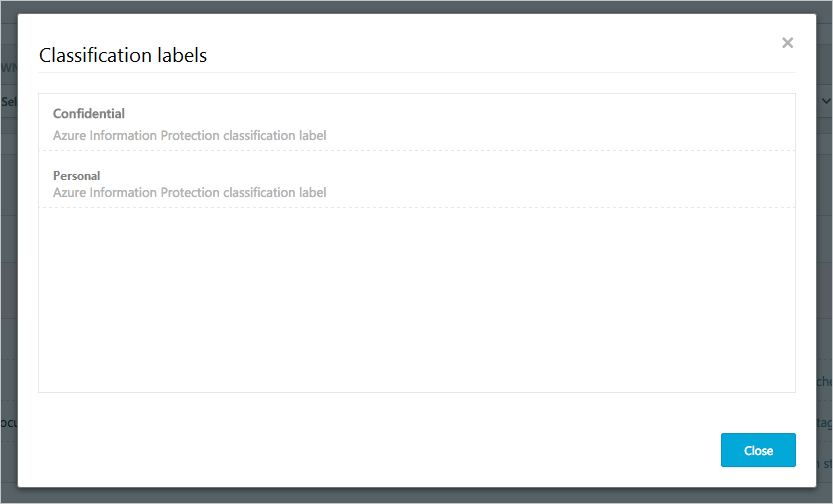 Classification labels
×
Confidential
Azure Information Protection classification label
Personal
Azure Information Protection classification label
Close